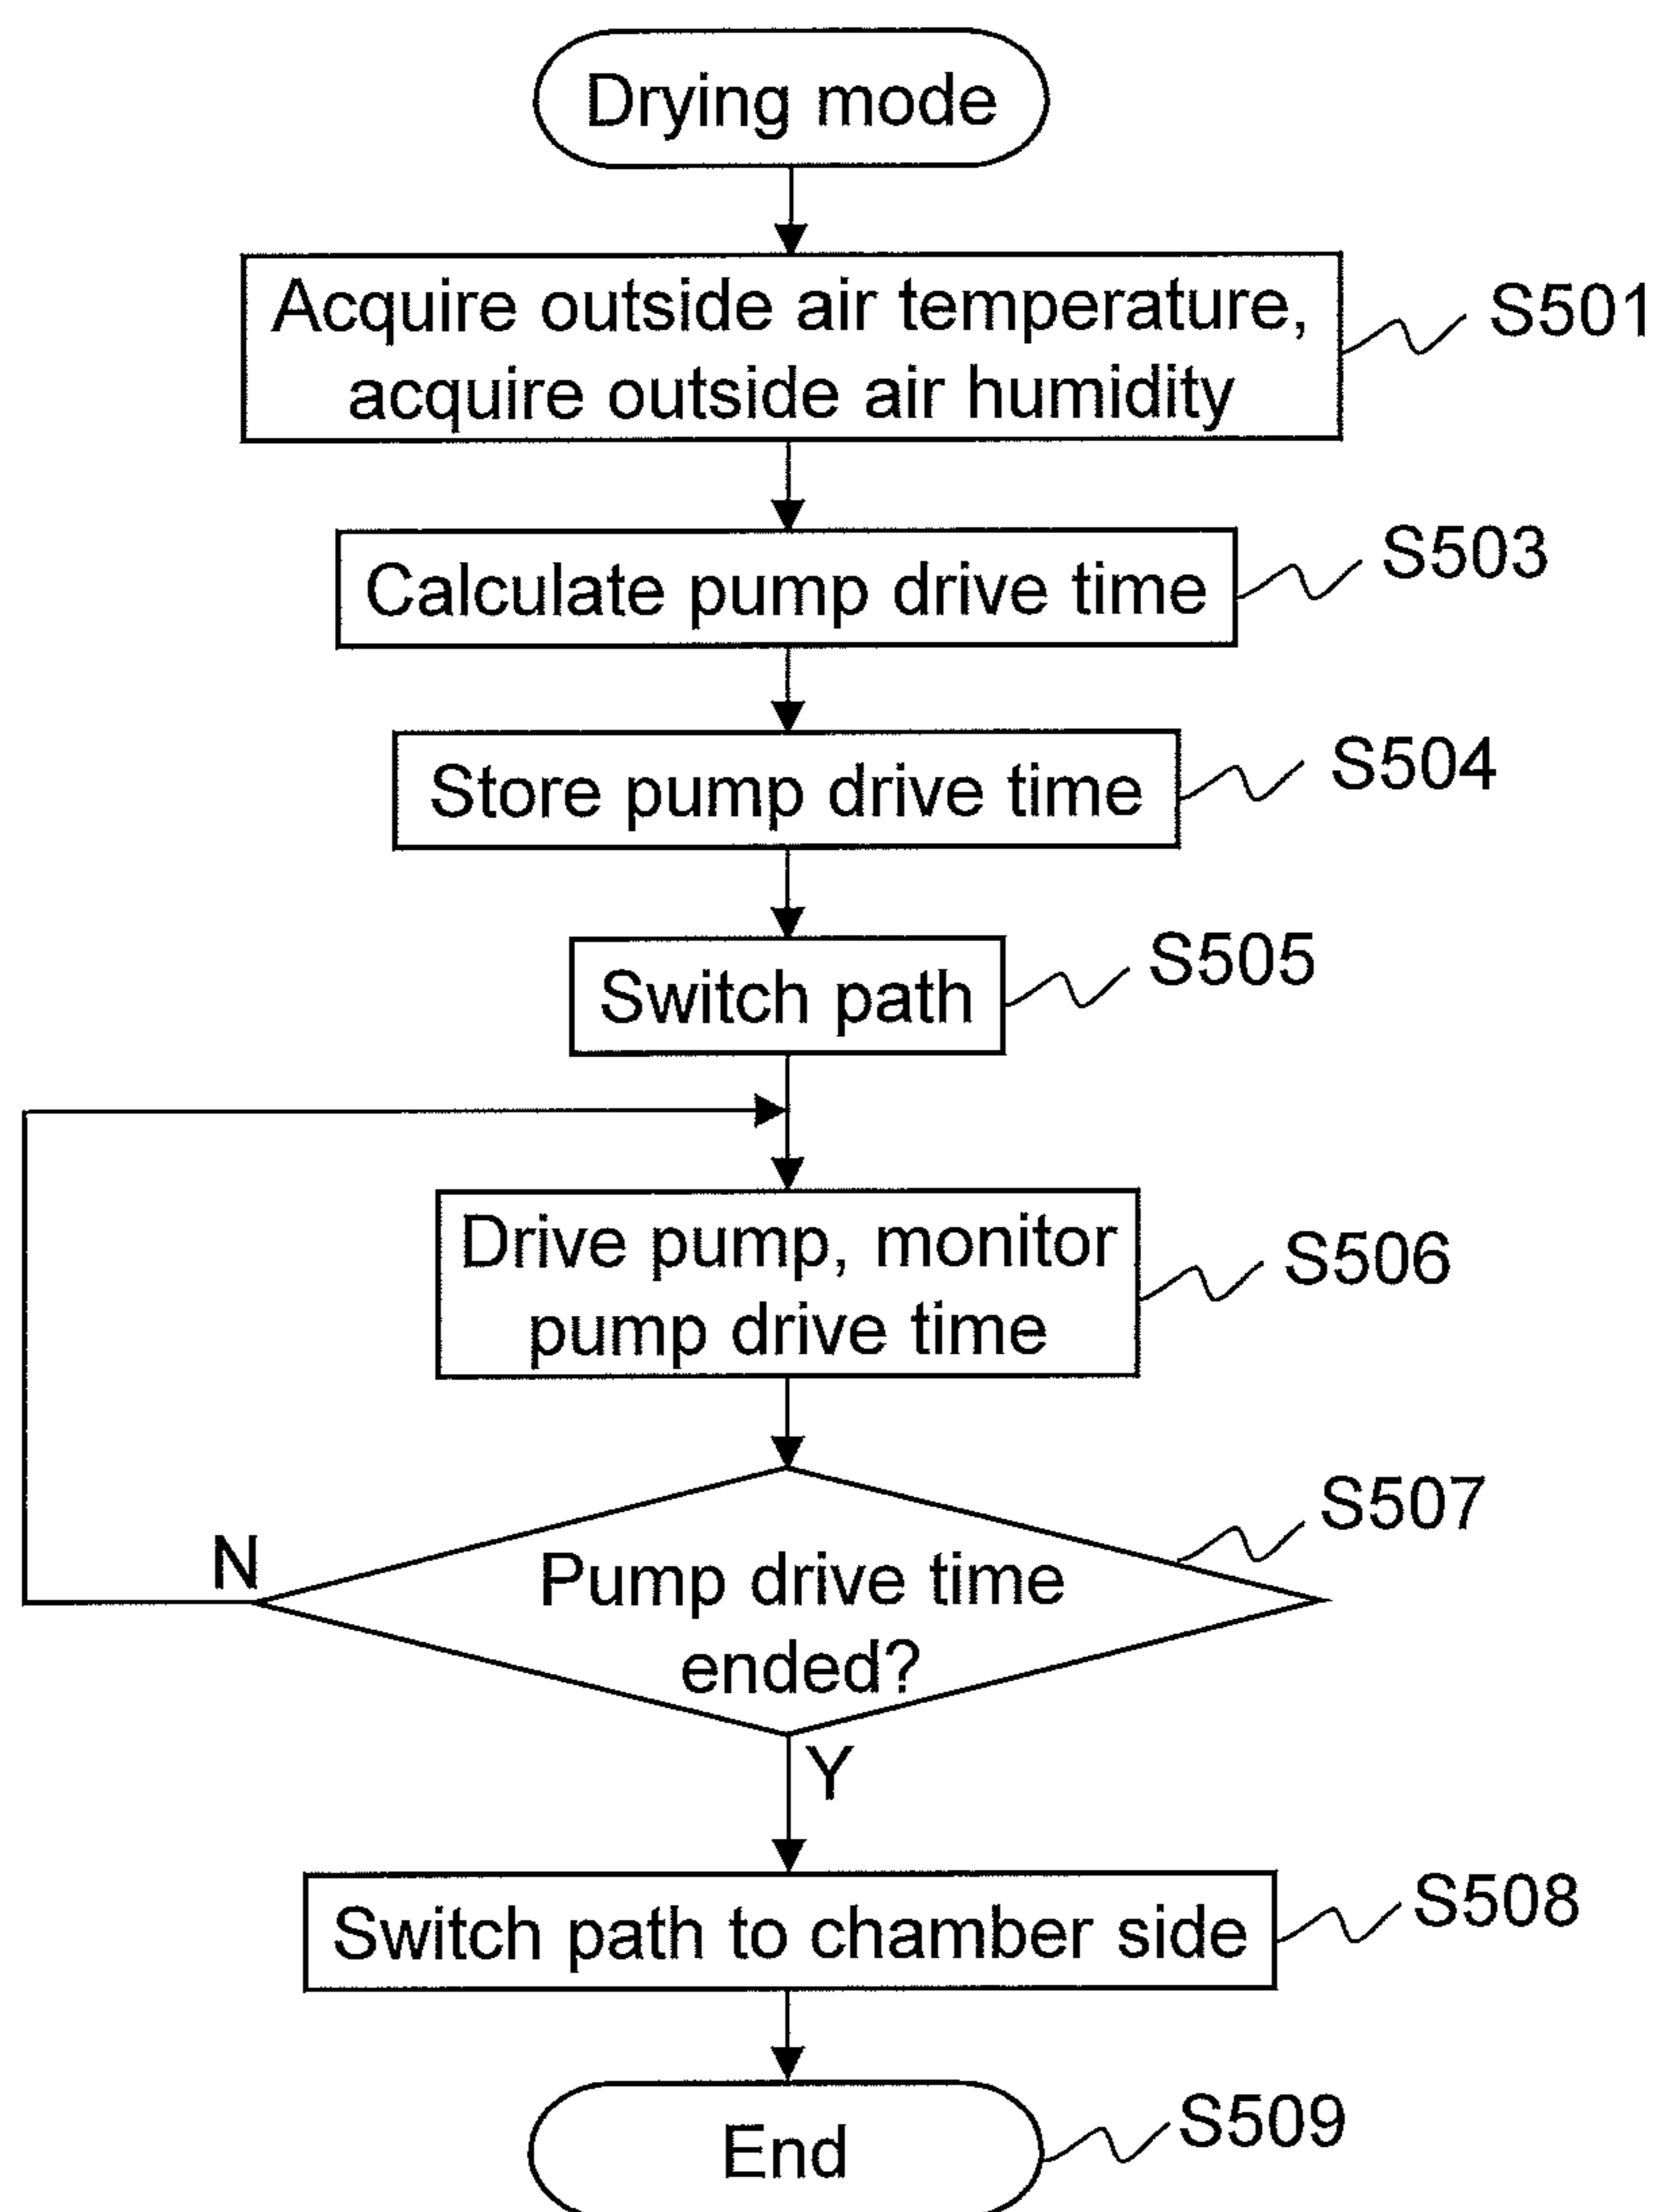 Drying mode
Acquire outside air temperature,
acquire outside air humidity
S501
Calculate pump drive time
S503
Store pump drive time
S504
Switch path
S505
Drive pump, monitor
pump drive time
S506
Pump drive time
ended?
S507
N
Y
Switch path to chamber side
S508
End
S509